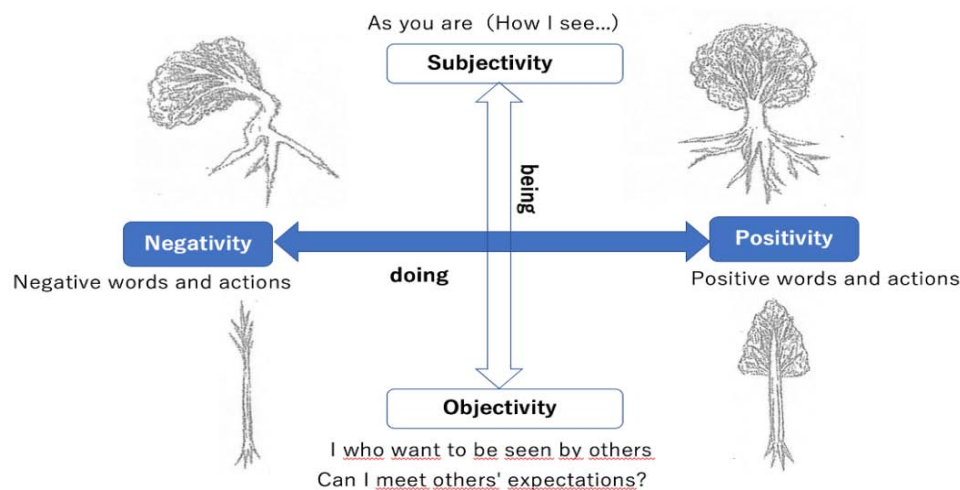 As you are (How I see...)
Subjectivity
being
Negativity
Positivity
Negative words and actions
doing
Positive words and actions
Objectivity
I who want to be seen by others
Can I meet others' expectations?